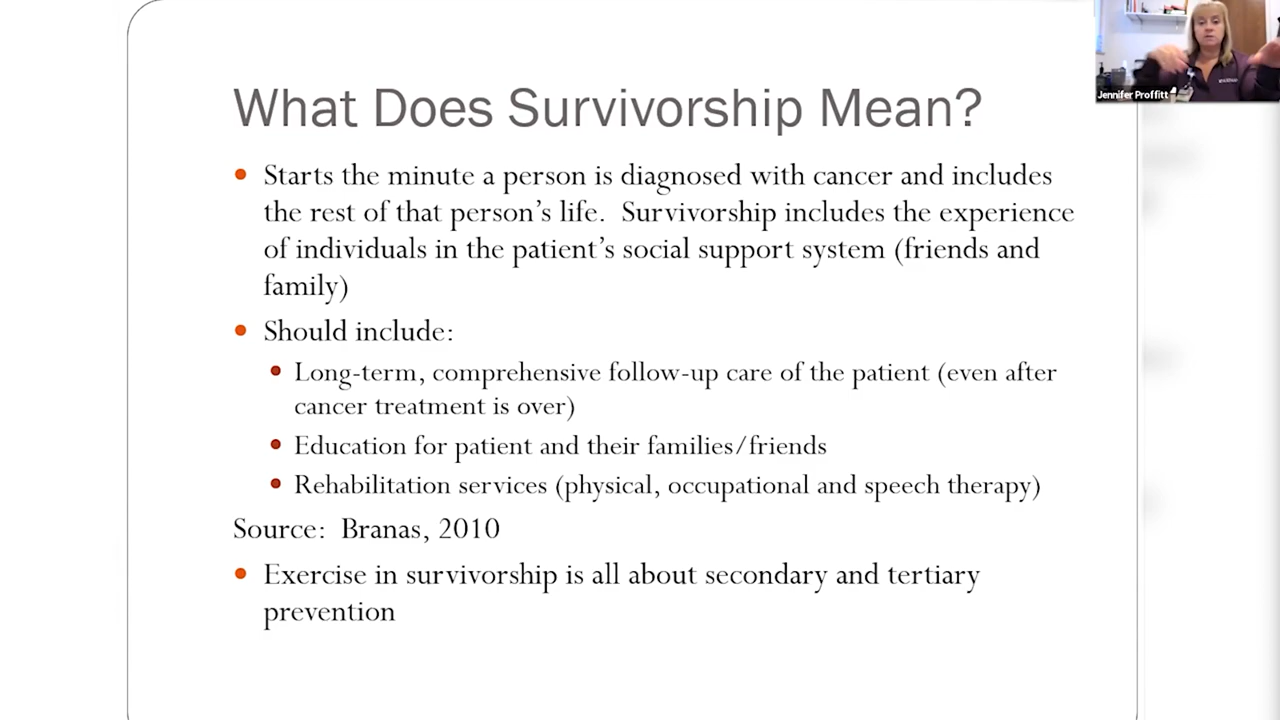 What Does Survivorship Mean?
Starts the minute a person is diagnosed with cancer and includes
the rest of that person's life.  Survivorship includes the experience
of individuals in the patient's social support system (friends and
family)
Should include:
Long-term, comprehensive follow-up care of the patient (even after
cancer treatment is over)
Education for patient and their families/friends
Rehabilitation services (physical, occupational and speech therapy)
Source:  Branas, 2010
Exercise in survivorship is all about secondary and tertiary
prevention
Jennifer Proffitt